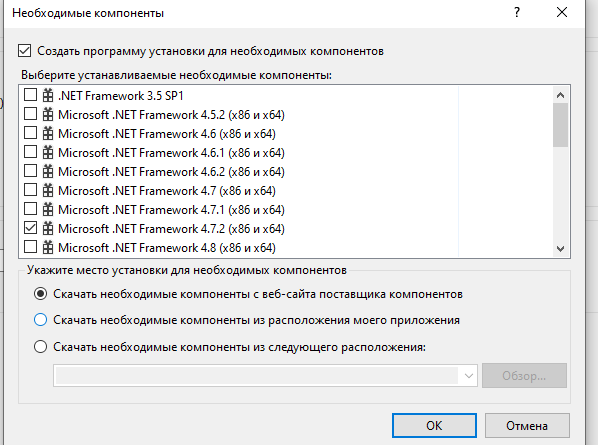 Необходимые компоненты
?
Создать программу установки для необходимых компонентов
Выберите устанавливаемые необходимые компоненты:
.NET Framework 3.5 SP1
Microsoft .NET Framework 4.5.2 (x86 и x64)
Microsoft .NET Framework 4.6 (x86 и x64)
Microsoft .NET Framework 4.6.1 (x86 и x64)
Microsoft .NET Framework 4.6.2 (x86 и x64)
Microsoft .NET Framework 4.7 (x86 и x64)
Microsoft .NET Framework 4.7.1 (x86 и x64)
Microsoft .NET Framework 4.7.2 (x86 и x64)
Microsoft .NET Framework 4.8 (x86 и x64)
Укажите место установки для необходимых компонентов
Скачать необходимые компоненты с веб-сайта поставщика компонентов
Скачать необходимые компоненты из расположения моего приложения
Скачать необходимые компоненты из следующего расположения:
Обзор...
ОК Отмена